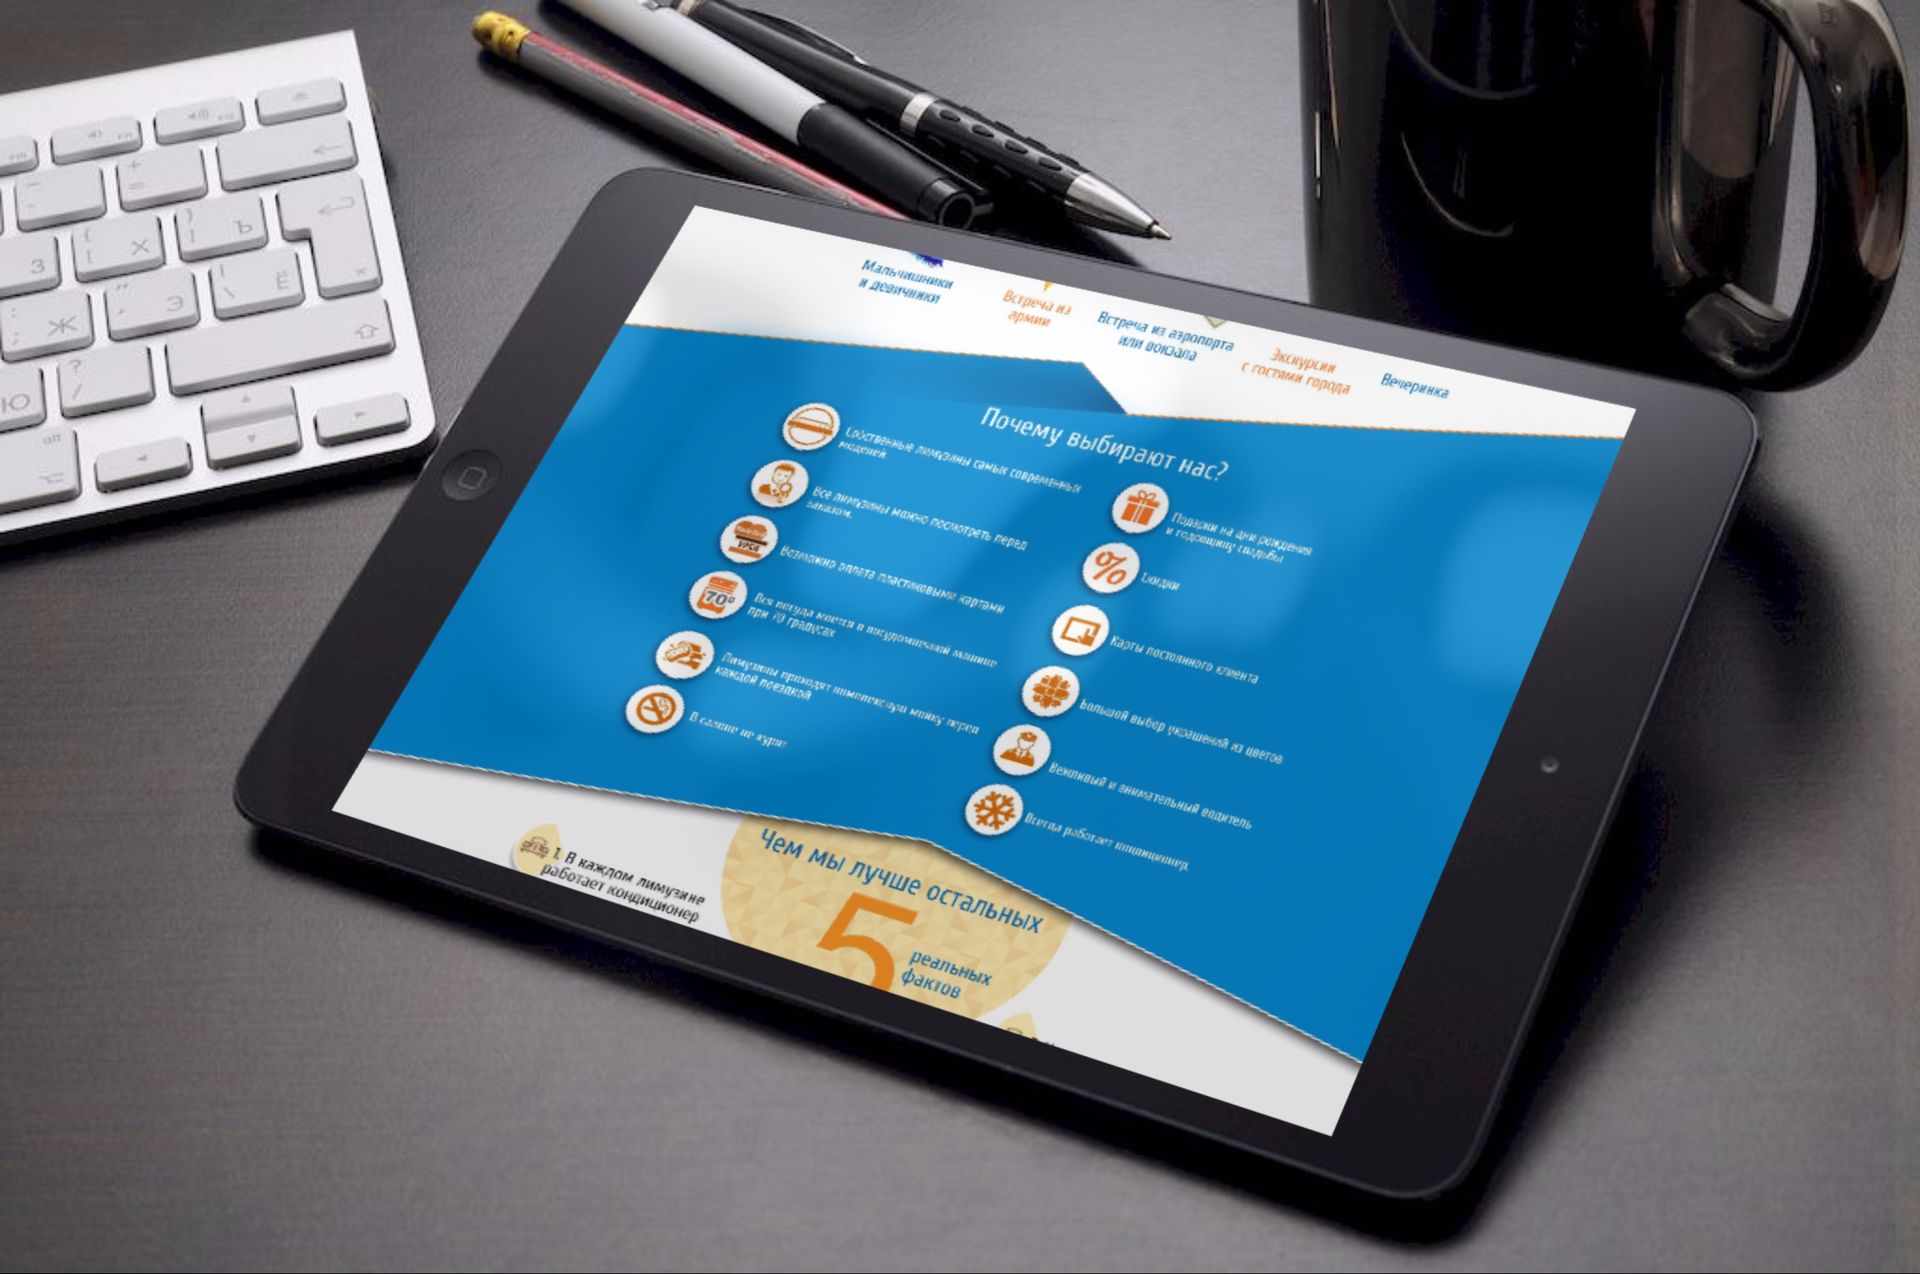 Мальчишники
и девичники
Встреча из
армии
Встреча из аэропорта
или вокзала
Экскурсии
с гостями города
Вечеринка
Почему выбирают нас?
Собственные лимузины самых современных
моделей
Все лимузины можно посмотреть перед
заказом.
VISA
Возможно оплата пластиковыми картами
70°
Вся посуда моется в посудомоечной машине
при 70 градусах
Лимузины проходят комплексную мойку перед
каждой поездкой
В салоне не курят
Подарки на дни рождения
и годовщину свадьбы
%
Скидки
Карты постоянного клиента
Большой выбор украшений из цветов
Вежливый и внимательный водитель
Всегда работает кондиционер
1. В каждом лимузине
работает кондиционер
Чем мы лучше остальных
5
реальных
фактов
+
=
-
{
[ Х
}
] Ъ
З
" Э
\ Ё
: ; Ж
?
/
Ю
alt